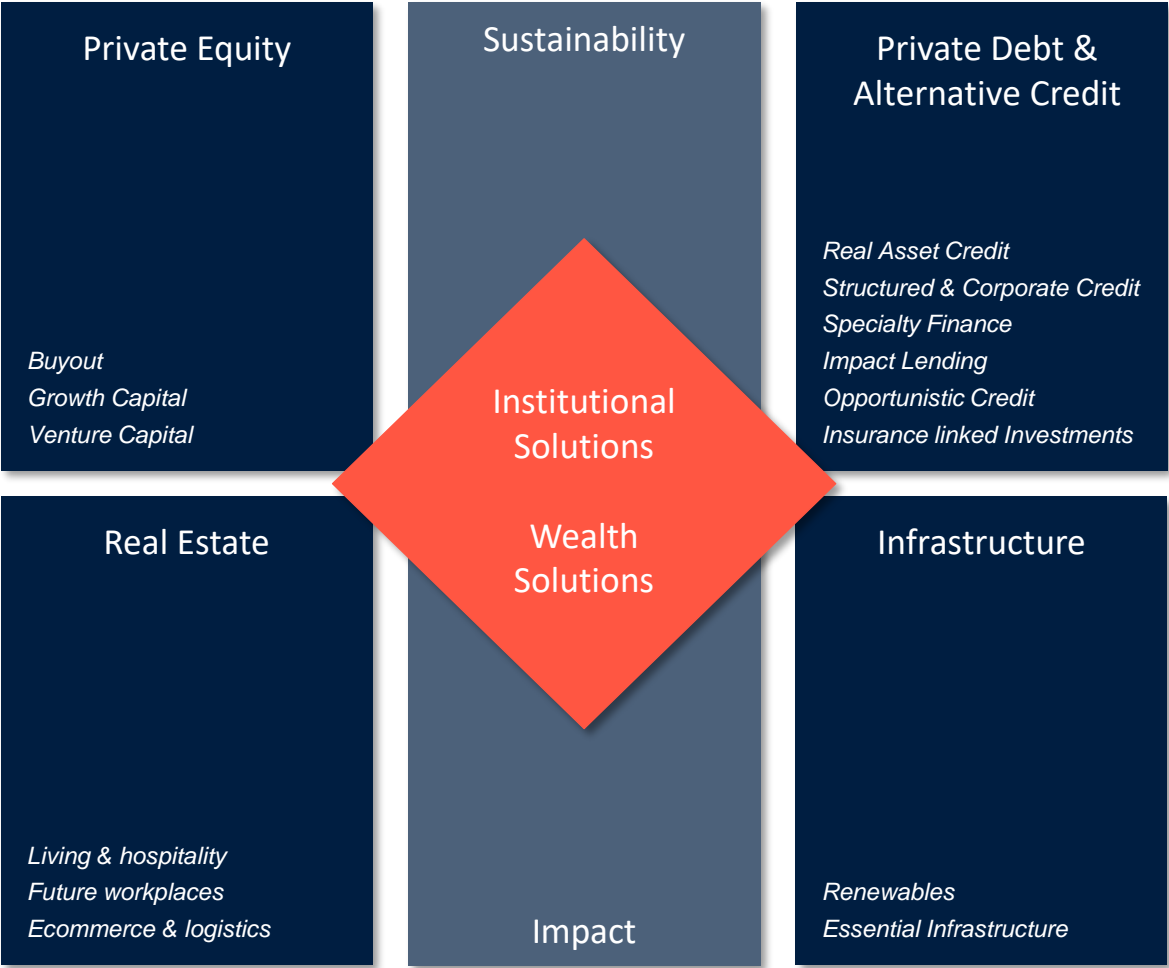 Private Equity
Buyout
Growth Capital
Venture Capital
Sustainability
Private Debt &
Alternative Credit
Real Asset Credit
Structured & Corporate Credit
Specialty Finance
Impact Lending
Opportunistic Credit
Insurance linked Investments
Institutional
Solutions
Wealth
Solutions
Real Estate
Living & hospitality
Future workplaces
Ecommerce & logistics
Impact
Infrastructure
Renewables
Essential Infrastructure